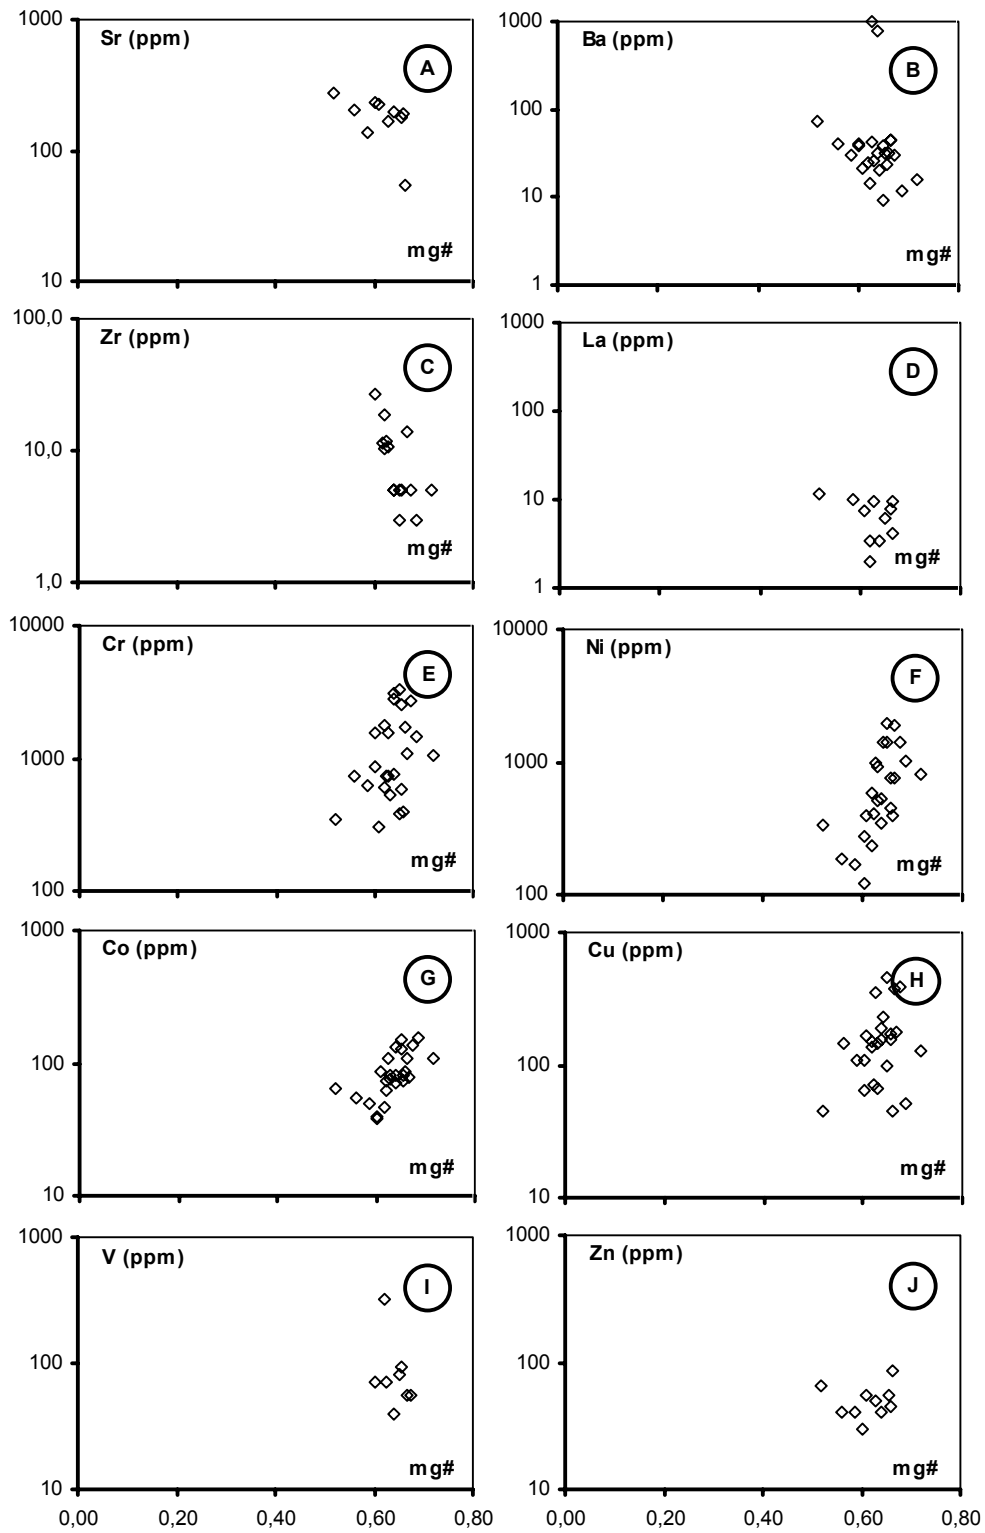 1000
Sr (ppm)
A
100
mg#
10
1000
Ba (ppm)
B
100
10
mg#
1
100,0
Zr (ppm)
C
10,0
mg#
1,0
1000
La (ppm)
D
100
10
mg#
1
10000
Cr (ppm)
E
1000
mg#
100
10000
Ni (ppm)
F
1000
mg#
100
1000
Co (ppm)
G
100
mg#
10
1000
Cu (ppm)
H
100
mg#
10
1000
V (ppm)
I
100
mg#
10
0,00 0,20 0,40 0,60 0,80
1000
Zn (ppm)
J
100
mg#
10
0,00 0,20 0,40 0,60 0,80